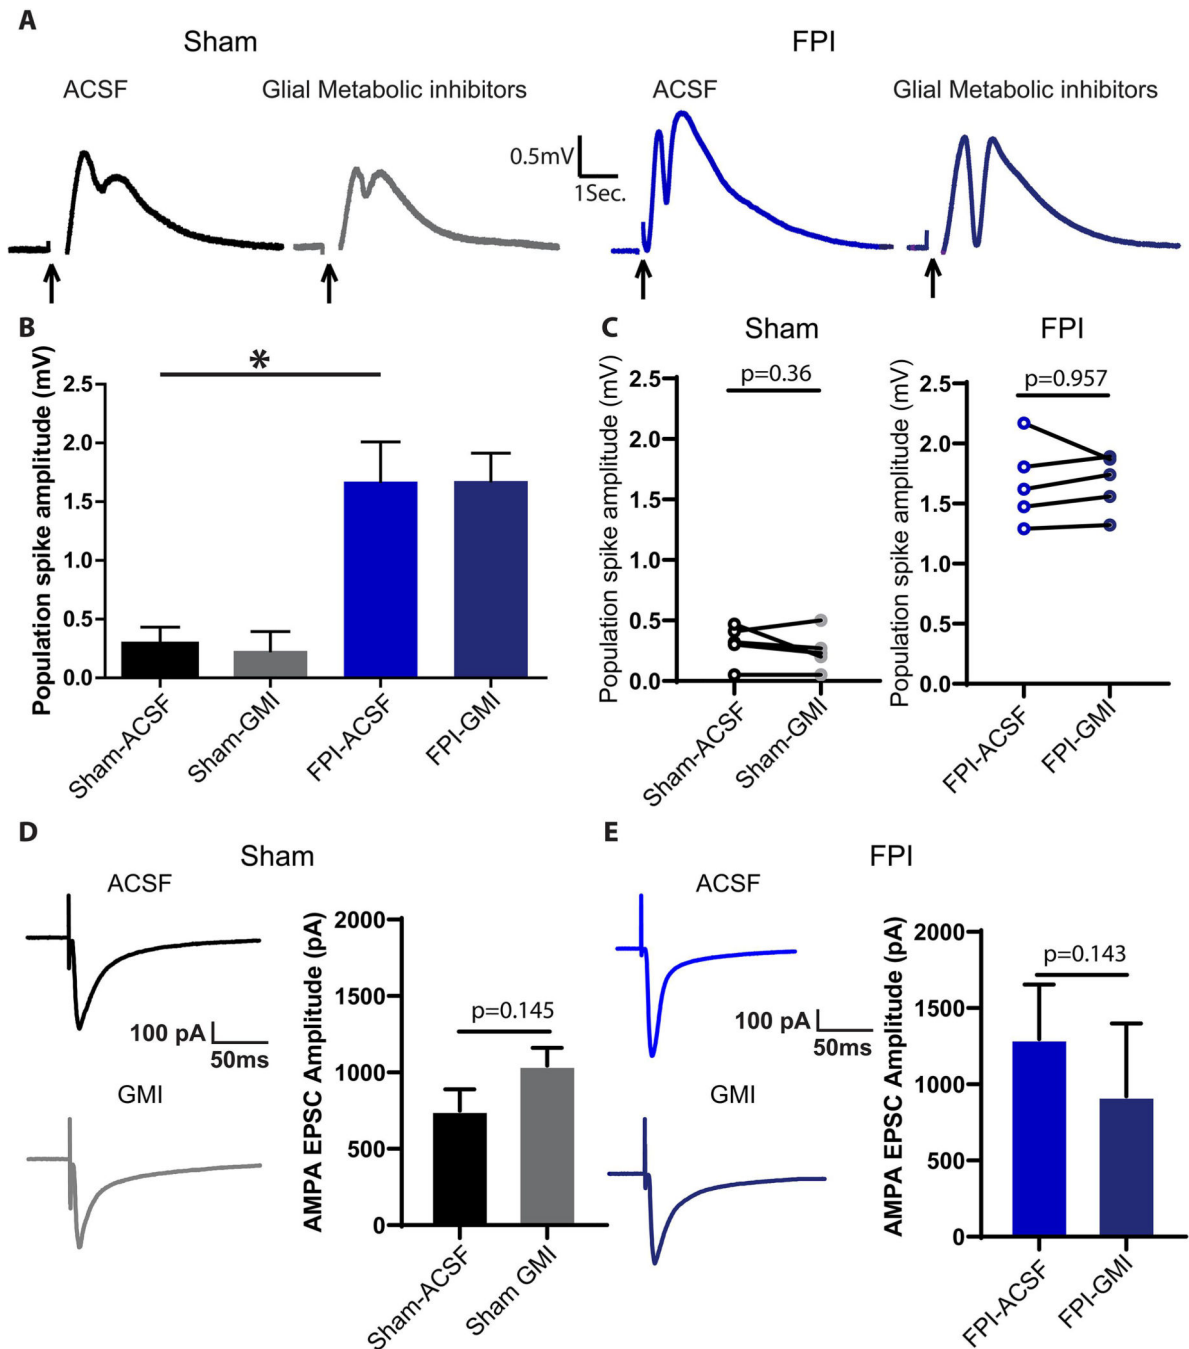 A
Sham
FPI
ACSF
Glial Metabolic inhibitors
ACSF
Glial Metabolic inhibitors
0.5mV
1Sec.
B
Population spike amplitude (mV)
2.5
2.0
1.5
1.0
0.5
0.0
*
Sham-ACSF
Sham-GMI
FPI-ACSF
FPI-GMI
C
Sham
Population spike amplitude (mV)
2.5
2.0
1.5
1.0
0.5
0.0
p=0.36
Sham-ACSF
Sham-GMI
FPI
Population spike amplitude (mV)
2.5
2.0
1.5
1.0
0.5
0.0
p=0.957
FPI-ACSF
FPI-GMI
D
Sham
ACSF
100 pA
50ms
GMI
AMPA EPSC Amplitude (pA)
2000
1500
1000
500
0
p=0.145
Sham-ACSF
Sham GMI
E
FPI
ACSF
100 pA
50ms
GMI
AMPA EPSC Amplitude (pA)
2000
1500
1000
500
0
p=0.143
FPI-ACSF
FPI-GMI